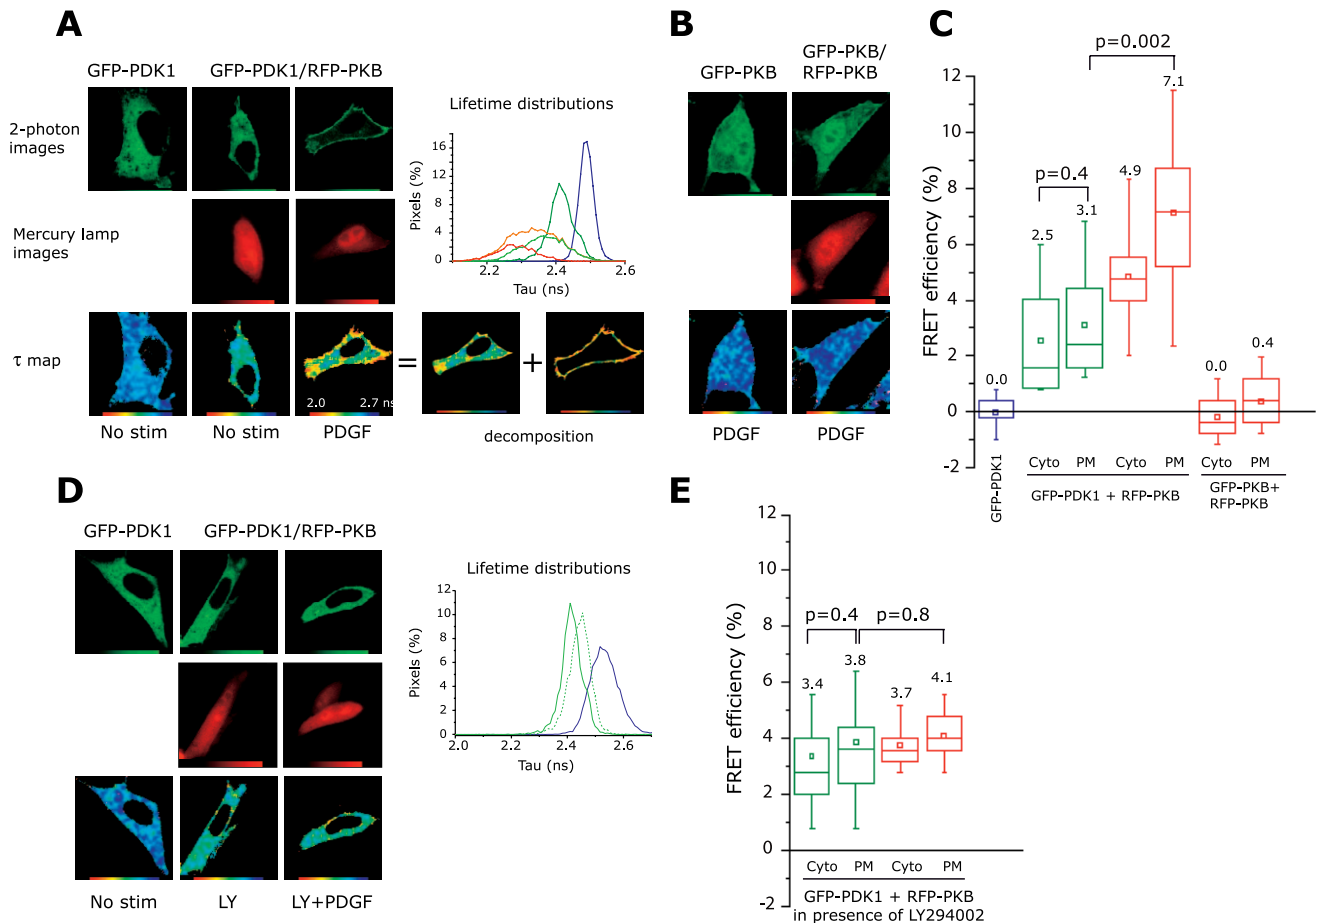 A
GFP-PDK1
GFP-PDK1/RFP-PKB
2-photon
images
Mercury lamp
images
τ map
2.0
2.7 ns
No stim
No stim
PDGF
=
+
decomposition
Lifetime distributions
Pixels (%)
16
12
8
4
0
2.2
2.4
2.6
Tau (ns)
B
GFP-PKB
GFP-PKB/
RFP-PKB
PDGF
PDGF
C
FRET efficiency (%)
12
10
8
6
4
2
0
-2
p=0.002
p=0.4
0.0
2.5
3.1
4.9
7.1
0.0
0.4
GFP-PDK1
Cyto
PM
Cyto
PM
Cyto
PM
GFP-PDK1 + RFP-PKB
GFP-PKB+
RFP-PKB
D
GFP-PDK1
GFP-PDK1/RFP-PKB
No stim
LY
LY+PDGF
Lifetime distributions
Pixels (%)
12
10
8
6
4
2
0
2.0
2.2
2.4
2.6
Tau (ns)
E
FRET efficiency (%)
12
10
8
6
4
2
0
-2
p=0.4
p=0.8
3.4
3.8
3.7
4.1
Cyto
PM
Cyto
PM
GFP-PDK1 + RFP-PKB
in presence of LY294002